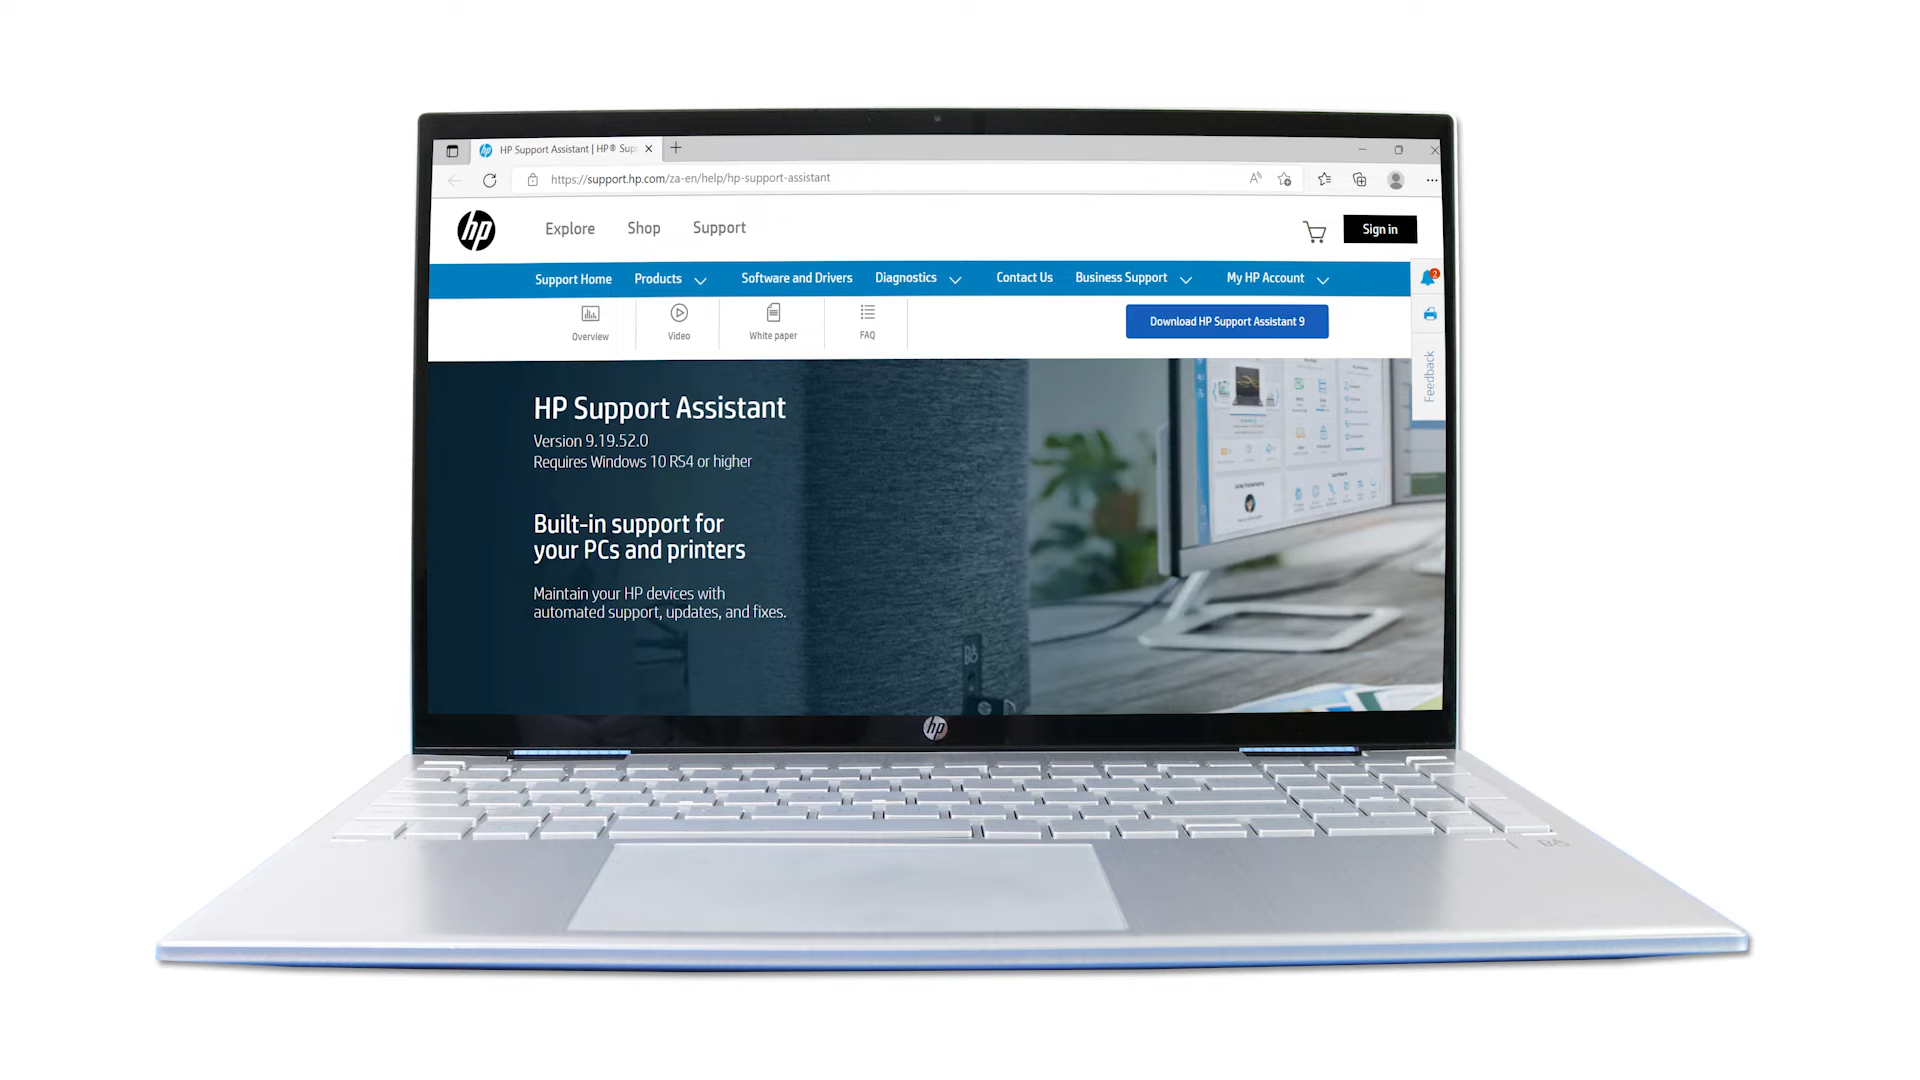 HP Support Assistant | HP® Sup
https://support.hp.com/za-en/help/hp-support-assistant
hp
Explore
Shop
Support
Sign in
Support Home
Products
Software and Drivers
Diagnostics
Contact Us
Business Support
My HP Account
2
Overview
Video
White paper
FAQ
Download HP Support Assistant 9
Feedback
HP Support Assistant
Version 9.19.52.0
Requires Windows 10 RS4 or higher
Built-in support for
your PCs and printers
Maintain your HP devices with
automated support, updates, and fixes.
B&O
hp
B&O